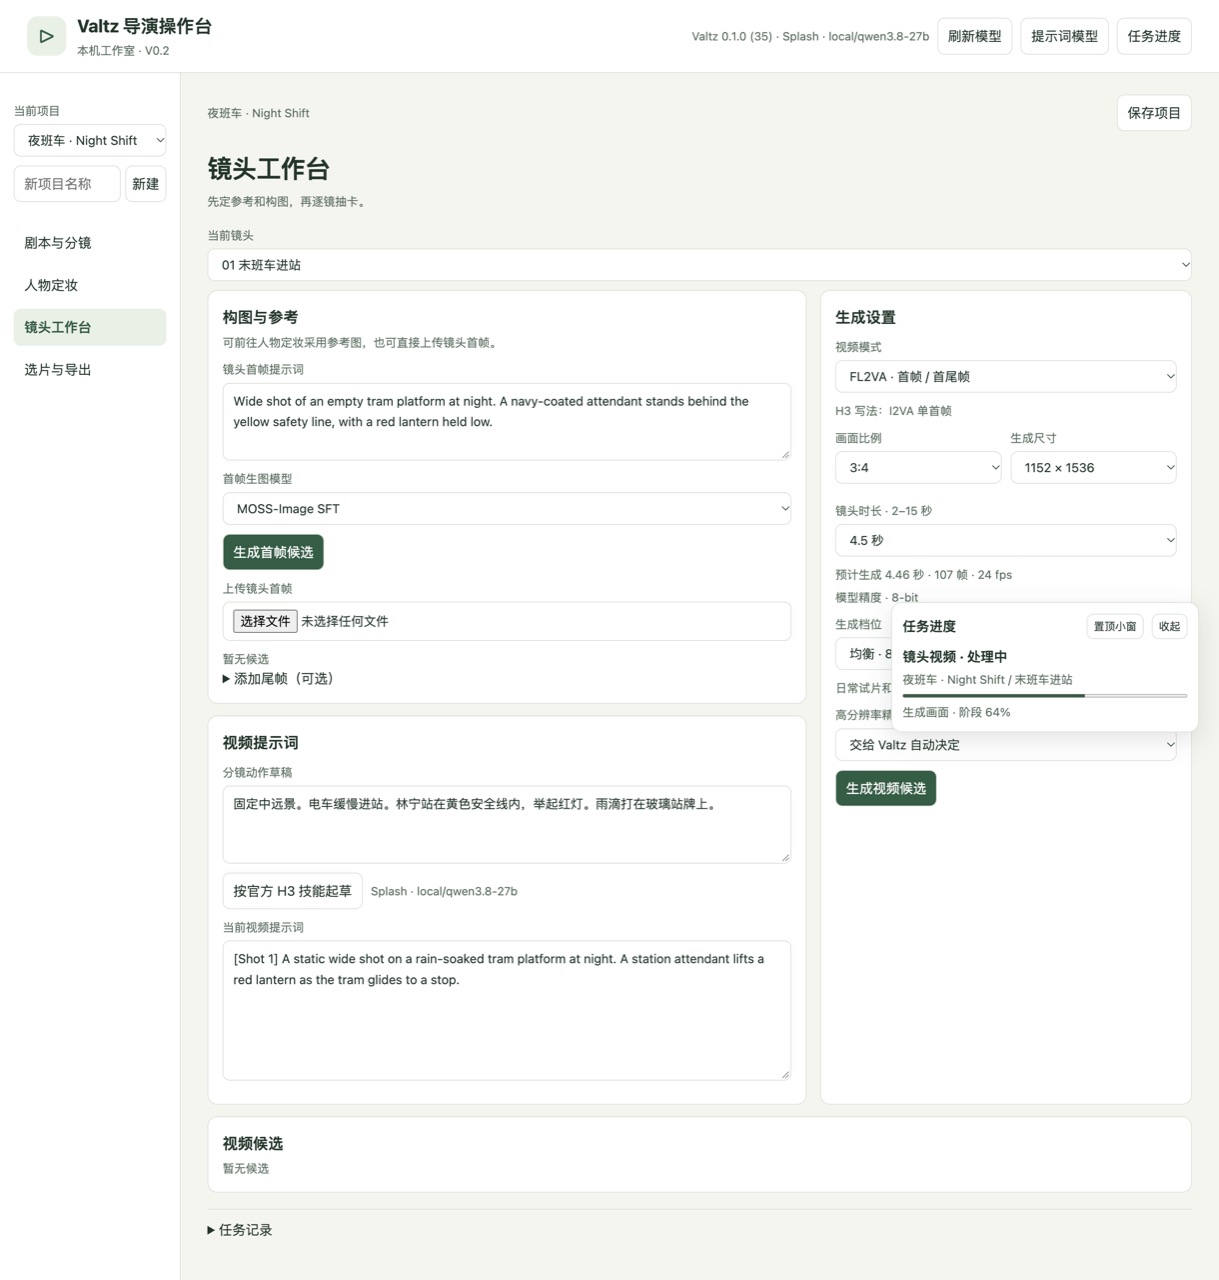 Valtz 导演操作台
本机工作室 · V0.2
Valtz 0.1.0 (35) · Splash · local/qwen3.8-27b
刷新模型
提示词模型
任务进度
当前项目
夜班车 · Night Shift
新项目名称
新建
剧本与分镜
人物定妆
镜头工作台
选片与导出
夜班车 · Night Shift
保存项目
镜头工作台
先定参考和构图，再逐镜抽卡。
当前镜头
01 末班车进站
构图与参考
可前往人物定妆采用参考图，也可直接上传镜头首帧。
镜头首帧提示词
Wide shot of an empty tram platform at night. A navy-coated attendant stands behind the
yellow safety line, with a red lantern held low.
首帧生图模型
MOSS-Image SFT
生成首帧候选
上传镜头首帧
选择文件 未选择任何文件
暂无候选
添加尾帧（可选）
视频提示词
分镜动作草稿
固定中远景。电车缓慢进站。林宁站在黄色安全线内，举起红灯。雨滴打在玻璃站牌上。
按官方 H3 技能起草
Splash · local/qwen3.8-27b
当前视频提示词
[Shot 1] A static wide shot on a rain-soaked tram platform at night. A station attendant lifts a
red lantern as the tram glides to a stop.
生成设置
视频模式
FL2VA · 首帧 / 首尾帧
H3 写法：I2VA 单首帧
画面比例
3:4
生成尺寸
1152 × 1536
镜头时长 · 2–15 秒
4.5 秒
预计生成 4.46 秒 · 107 帧 · 24 fps
模型精度 · 8-bit
生成档位
均衡 · 8
日常试片和
高分辨率精
交给 Valtz 自动决定
生成视频候选
任务进度
置顶小窗
收起
镜头视频 · 处理中
夜班车 · Night Shift / 末班车进站
生成画面 · 阶段 64%
视频候选
暂无候选
任务记录